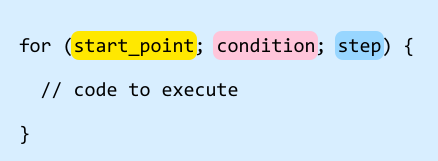 for (start_point; condition; step) {
// code to execute
}